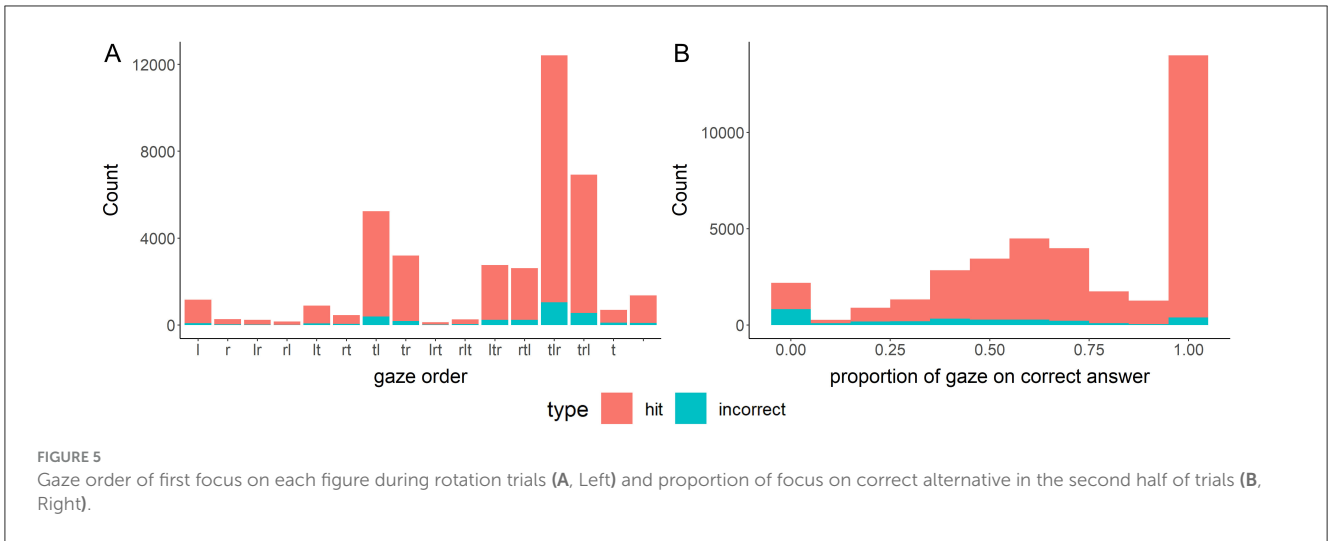 A
B
12000
8000
4000
0
Count
l r lr rl lt rt tl tr lrt rlt ltr rtl tlr trl t
gaze order
10000
5000
0
Count
0.00 0.25 0.50 0.75 1.00
proportion of gaze on correct answer
type hit incorrect
FIGURE 5
Gaze order of first focus on each figure during rotation trials (A, Left) and proportion of focus on correct alternative in the second half of trials (B,
Right).